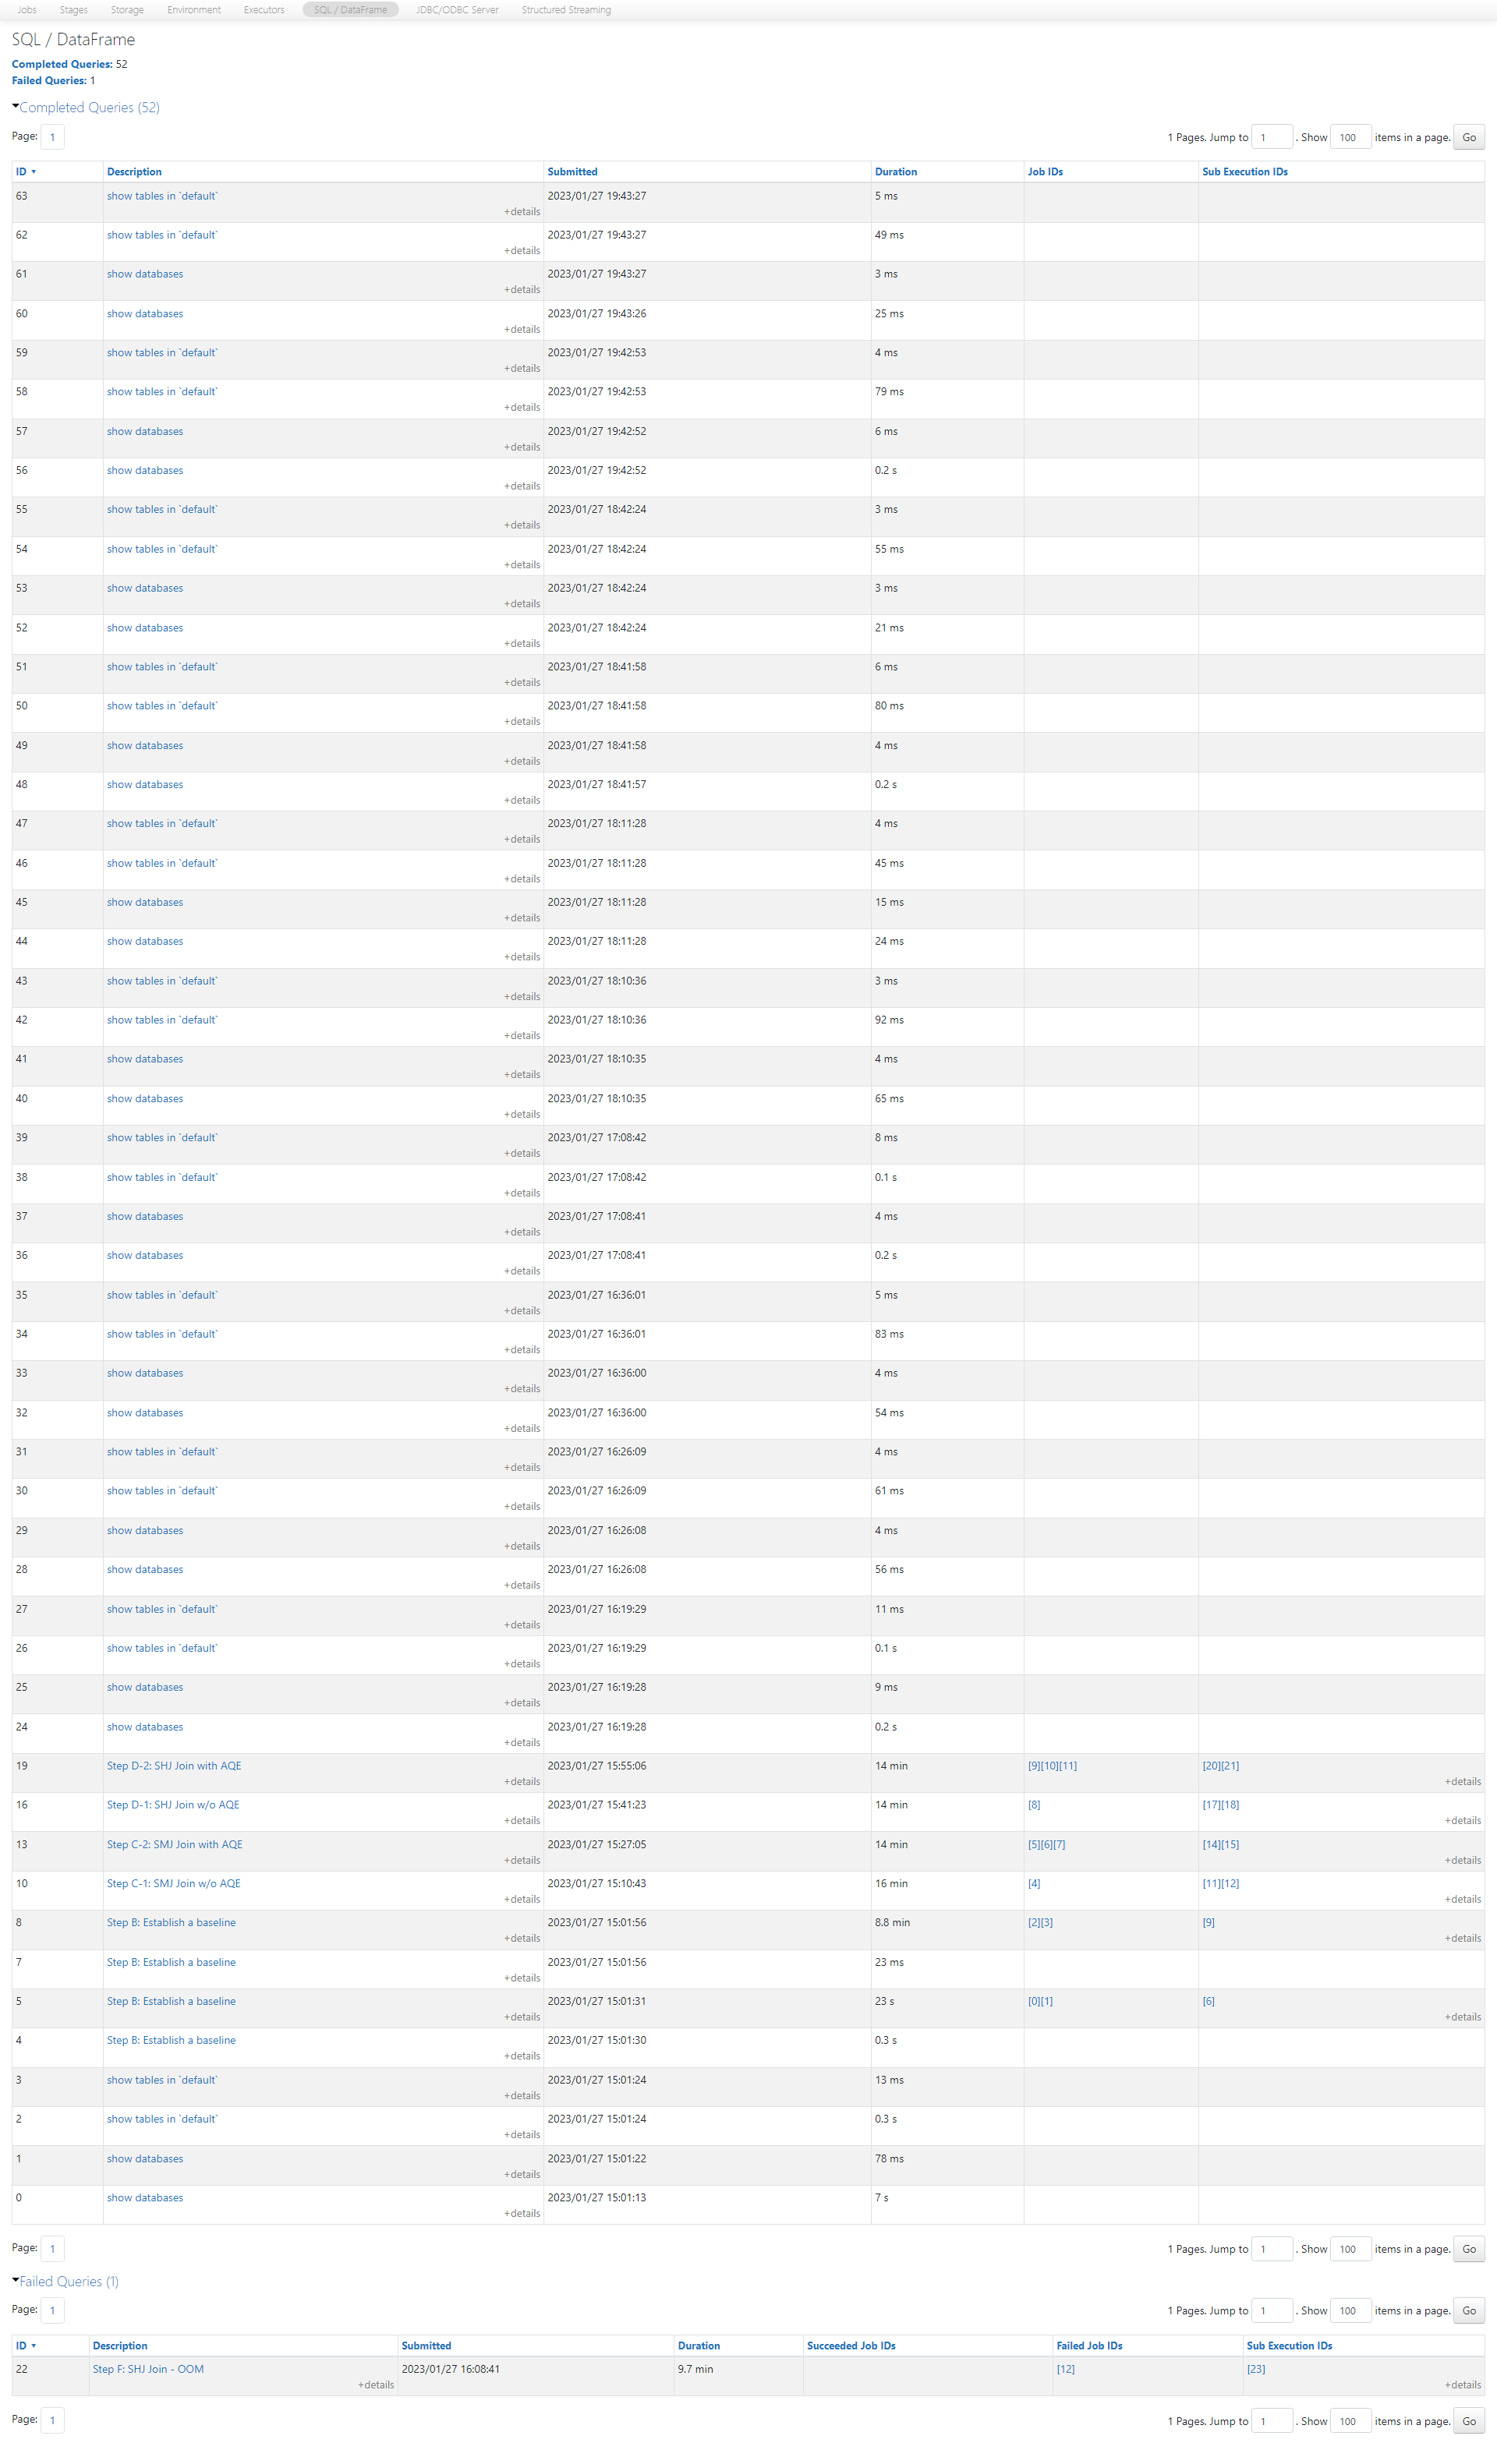 Jobs Stages Storage Environment Executors SQL / DataFrame JDBC/ODBC Server Structured Streaming
SQL / DataFrame
Completed Queries: 52
Failed Queries: 1
Completed Queries (52)
Page: 1 1 Pages. Jump to 1 . Show 100 items in a page. Go
ID Description Submitted Duration Job IDs Sub Execution IDs
63 show tables in `default` 2023/01/27 19:43:27 5 ms
+details
62 show tables in `default` 2023/01/27 19:43:27 49 ms
+details
61 show databases 2023/01/27 19:43:27 3 ms
+details
60 show databases 2023/01/27 19:43:26 25 ms
+details
59 show tables in `default` 2023/01/27 19:42:53 4 ms
+details
58 show tables in `default` 2023/01/27 19:42:53 79 ms
+details
57 show databases 2023/01/27 19:42:52 6 ms
+details
56 show databases 2023/01/27 19:42:52 0.2 s
+details
55 show tables in `default` 2023/01/27 18:42:24 3 ms
+details
54 show tables in `default` 2023/01/27 18:42:24 55 ms
+details
53 show databases 2023/01/27 18:42:24 3 ms
+details
52 show databases 2023/01/27 18:42:24 21 ms
+details
51 show tables in `default` 2023/01/27 18:41:58 6 ms
+details
50 show tables in `default` 2023/01/27 18:41:58 80 ms
+details
49 show databases 2023/01/27 18:41:58 4 ms
+details
48 show databases 2023/01/27 18:41:57 0.2 s
+details
47 show tables in `default` 2023/01/27 18:11:28 4 ms
+details
46 show tables in `default` 2023/01/27 18:11:28 45 ms
+details
45 show databases 2023/01/27 18:11:28 15 ms
+details
44 show databases 2023/01/27 18:11:28 24 ms
+details
43 show tables in `default` 2023/01/27 18:10:36 3 ms
+details
42 show tables in `default` 2023/01/27 18:10:36 92 ms
+details
41 show databases 2023/01/27 18:10:35 4 ms
+details
40 show databases 2023/01/27 18:10:35 65 ms
+details
39 show tables in `default` 2023/01/27 17:08:42 8 ms
+details
38 show tables in `default` 2023/01/27 17:08:42 0.1 s
+details
37 show databases 2023/01/27 17:08:41 4 ms
+details
36 show databases 2023/01/27 17:08:41 0.2 s
+details
35 show tables in `default` 2023/01/27 16:36:01 5 ms
+details
34 show tables in `default` 2023/01/27 16:36:01 83 ms
+details
33 show databases 2023/01/27 16:36:00 4 ms
+details
32 show databases 2023/01/27 16:36:00 54 ms
+details
31 show tables in `default` 2023/01/27 16:26:09 4 ms
+details
30 show tables in `default` 2023/01/27 16:26:09 61 ms
+details
29 show databases 2023/01/27 16:26:08 4 ms
+details
28 show databases 2023/01/27 16:26:08 56 ms
+details
27 show tables in `default` 2023/01/27 16:19:29 11 ms
+details
26 show tables in `default` 2023/01/27 16:19:29 0.1 s
+details
25 show databases 2023/01/27 16:19:28 9 ms
+details
24 show databases 2023/01/27 16:19:28 0.2 s
+details
19 Step D-2: SHJ Join with AQE 2023/01/27 15:55:06 14 min [9][10][11] [20][21]
+details +details
16 Step D-1: SHJ Join w/o AQE 2023/01/27 15:41:23 14 min [8] [17][18]
+details +details
13 Step C-2: SMJ Join with AQE 2023/01/27 15:27:05 14 min [5][6][7] [14][15]
+details +details
10 Step C-1: SMJ Join w/o AQE 2023/01/27 15:10:43 16 min [4] [11][12]
+details +details
8 Step B: Establish a baseline 2023/01/27 15:01:56 8.8 min [2][3] [9]
+details +details
7 Step B: Establish a baseline 2023/01/27 15:01:56 23 ms
+details
5 Step B: Establish a baseline 2023/01/27 15:01:31 23 s [0][1] [6]
+details +details
4 Step B: Establish a baseline 2023/01/27 15:01:30 0.3 s
+details
3 show tables in `default` 2023/01/27 15:01:24 13 ms
+details
2 show tables in `default` 2023/01/27 15:01:24 0.3 s
+details
1 show databases 2023/01/27 15:01:22 78 ms
+details
0 show databases 2023/01/27 15:01:13 7 s
+details
Page: 1 1 Pages. Jump to 1 . Show 100 items in a page. Go
Failed Queries (1)
Page: 1 1 Pages. Jump to 1 . Show 100 items in a page. Go
ID Description Submitted Duration Succeeded Job IDs Failed Job IDs Sub Execution IDs
22 Step F: SHJ Join - OOM 2023/01/27 16:08:41 9.7 min [12] [23]
+details +details
Page: 1 1 Pages. Jump to 1 . Show 100 items in a page. Go